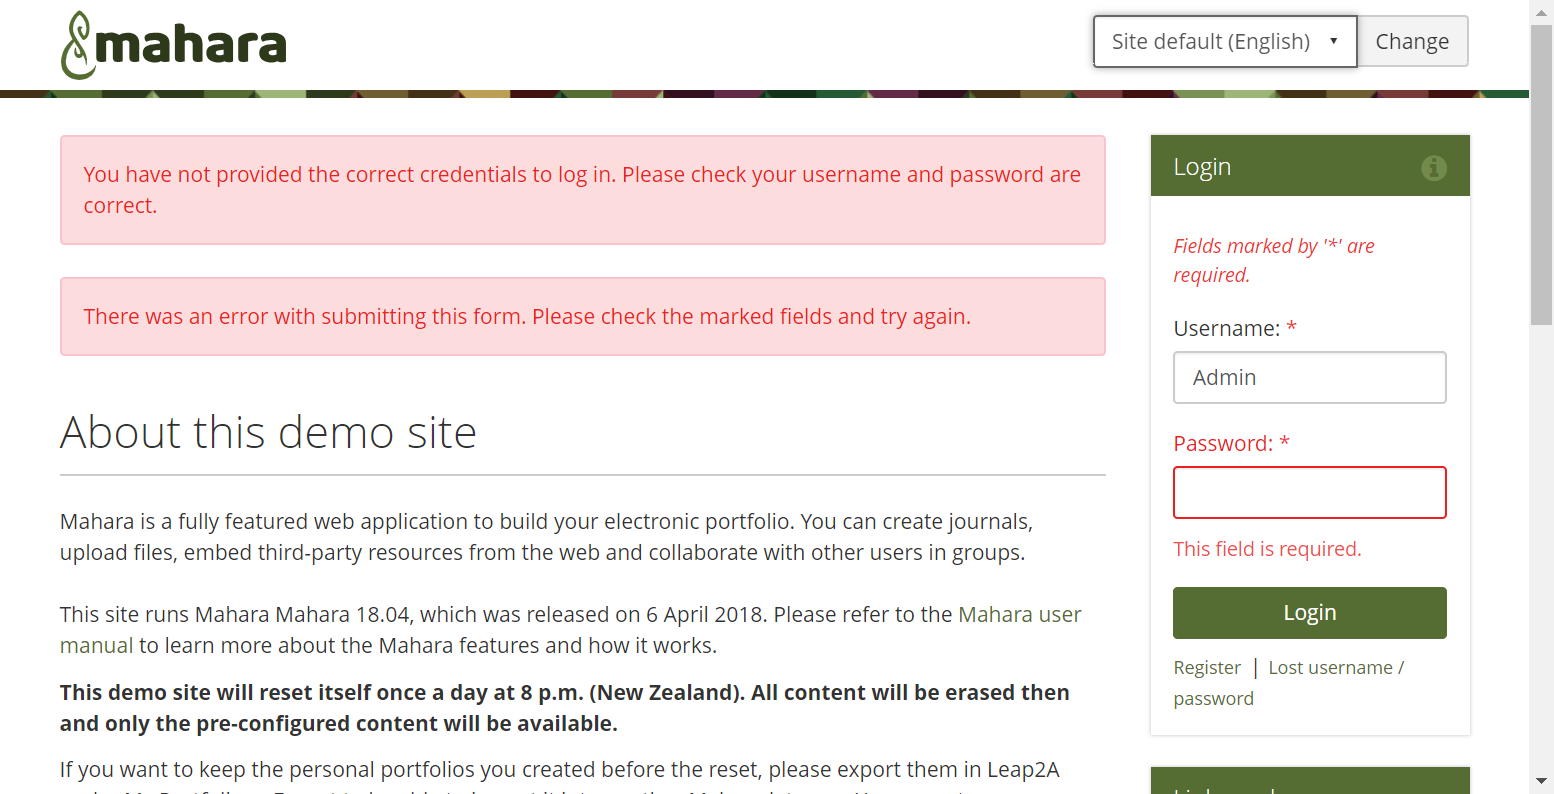 mahara
Site default (English)
Change
You have not provided the correct credentials to log in. Please check your username and password are
correct.
There was an error with submitting this form. Please check the marked fields and try again.
About this demo site
Mahara is a fully featured web application to build your electronic portfolio. You can create journals,
upload files, embed third-party resources from the web and collaborate with other users in groups.
This site runs Mahara Mahara 18.04, which was released on 6 April 2018. Please refer to the Mahara user
manual to learn more about the Mahara features and how it works.
This demo site will reset itself once a day at 8 p.m. (New Zealand). All content will be erased then
and only the pre-configured content will be available.
If you want to keep the personal portfolios you created before the reset, please export them in Leap2A
Login
Fields marked by '*' are
required.
Username: *
Admin
Password: *
This field is required.
Login
Register | Lost username /
password